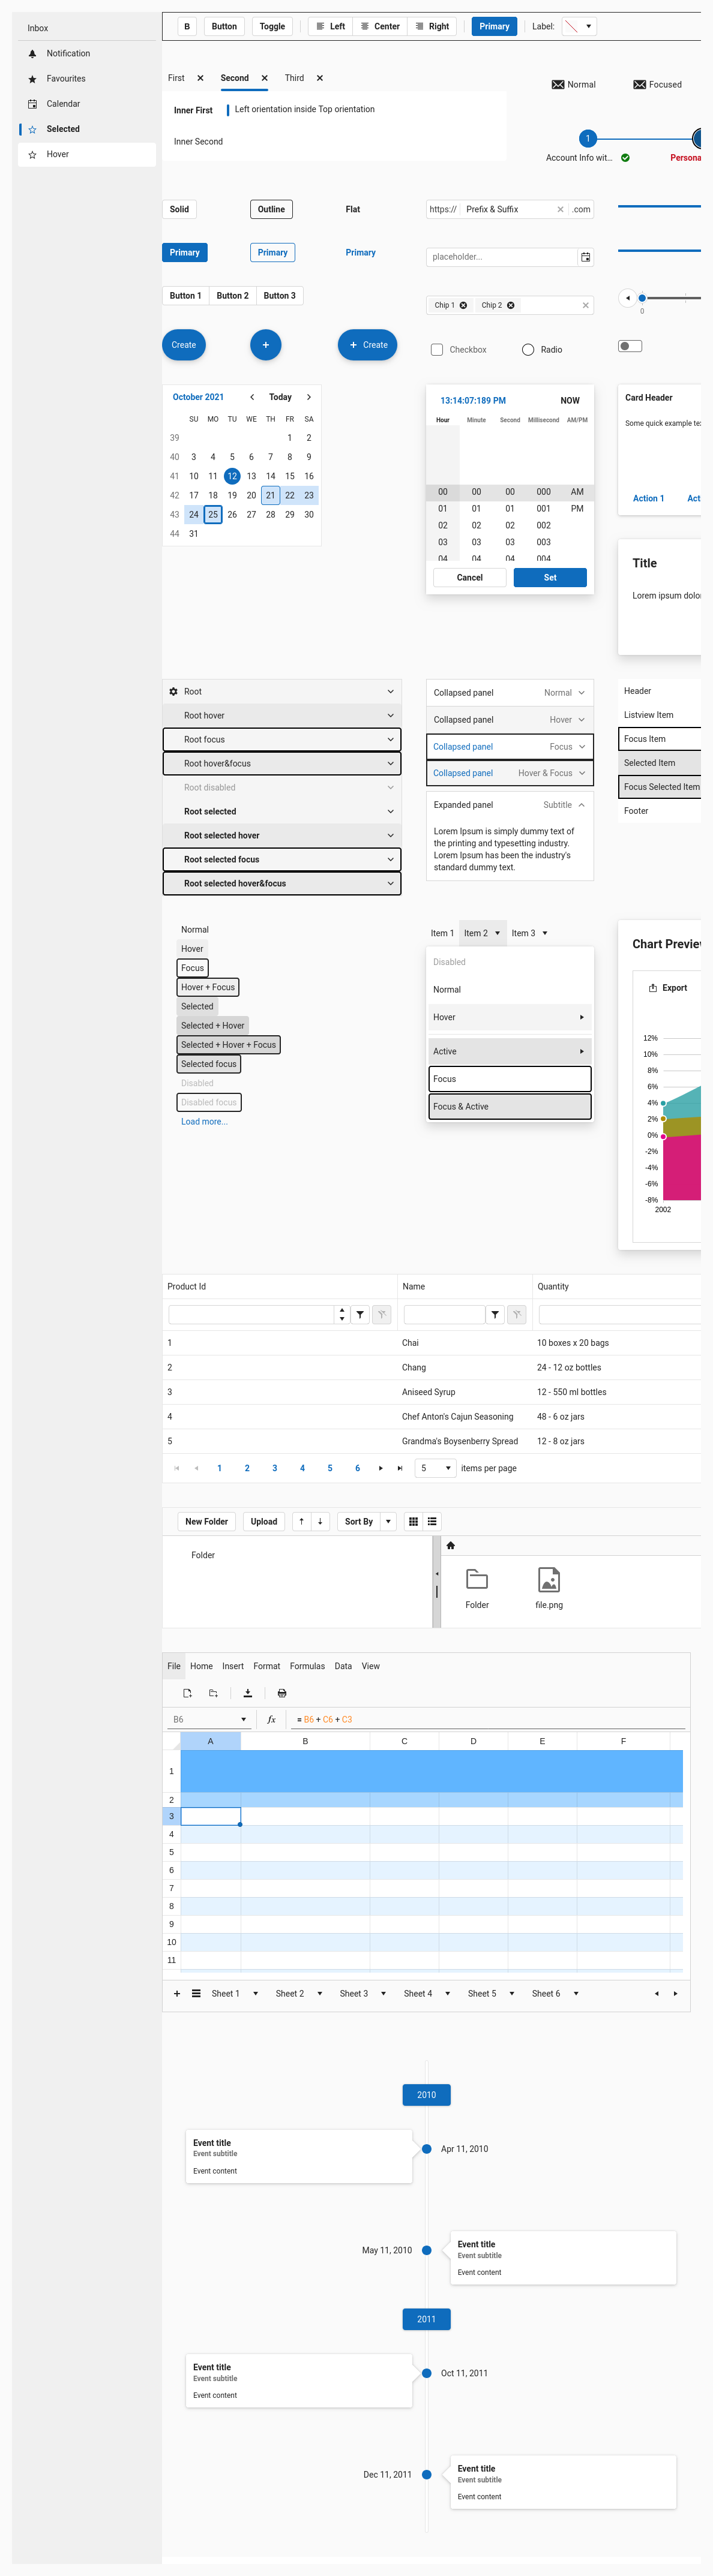 Inbox
Notification
Favourites
Calendar
Selected
Hover
B Button Toggle Left Center Right Primary Label:
First Second Third
Inner First Left orientation inside Top orientation
Inner Second
Normal Focused
1
Account Info wit... Persona
Solid Outline Flat
https:// Prefix & Suffix .com
Primary Primary Primary
placeholder...
Button 1 Button 2 Button 3
Chip 1 Chip 2
0
Create Create
Checkbox Radio
October 2021 Today
SU MO TU WE TH FR SA
39 1 2
40 3 4 5 6 7 8 9
41 10 11 12 13 14 15 16
42 17 18 19 20 21 22 23
43 24 25 26 27 28 29 30
44 31
13:14:07:189 PM NOW
Hour Minute Second Millisecond AM/PM
00 00 00 000 AM
01 01 01 001 PM
02 02 02 002
03 03 03 003
04 04 04 004
Cancel Set
Card Header
Some quick example te
Action 1 Act
Title
Lorem ipsum dolo
Root
Root hover
Root focus
Root hover&focus
Root disabled
Root selected
Root selected hover
Root selected focus
Root selected hover&focus
Collapsed panel Normal
Collapsed panel Hover
Collapsed panel Focus
Collapsed panel Hover & Focus
Expanded panel Subtitle
Lorem Ipsum is simply dummy text of
the printing and typesetting industry.
Lorem Ipsum has been the industry's
standard dummy text.
Header
Listview Item
Focus Item
Selected Item
Focus Selected Item
Footer
Normal
Hover
Focus
Hover + Focus
Selected
Selected + Hover
Selected + Hover + Focus
Selected focus
Disabled
Disabled focus
Load more...
Item 1 Item 2 Item 3
Disabled
Normal
Hover
Active
Focus
Focus & Active
Chart Previe
Export
12%
10%
8%
6%
4%
2%
0%
-2%
-4%
-6%
-8%
2002
Product Id Name Quantity
1 Chai 10 boxes x 20 bags
2 Chang 24 - 12 oz bottles
3 Aniseed Syrup 12 - 550 ml bottles
4 Chef Anton's Cajun Seasoning 48 - 6 oz jars
5 Grandma's Boysenberry Spread 12 - 8 oz jars
1 2 3 4 5 6 5 items per page
New Folder Upload Sort By
Folder
Folder file.png
File Home Insert Format Formulas Data View
B6 fx = B6 + C6 + C3
A B C D E F
1
2
3
4
5
6
7
8
9
10
11
Sheet 1 Sheet 2 Sheet 3 Sheet 4 Sheet 5 Sheet 6
2010
Event title
Event subtitle
Event content
Apr 11, 2010
May 11, 2010
Event title
Event subtitle
Event content
2011
Event title
Event subtitle
Event content
Oct 11, 2011
Dec 11, 2011
Event title
Event subtitle
Event content